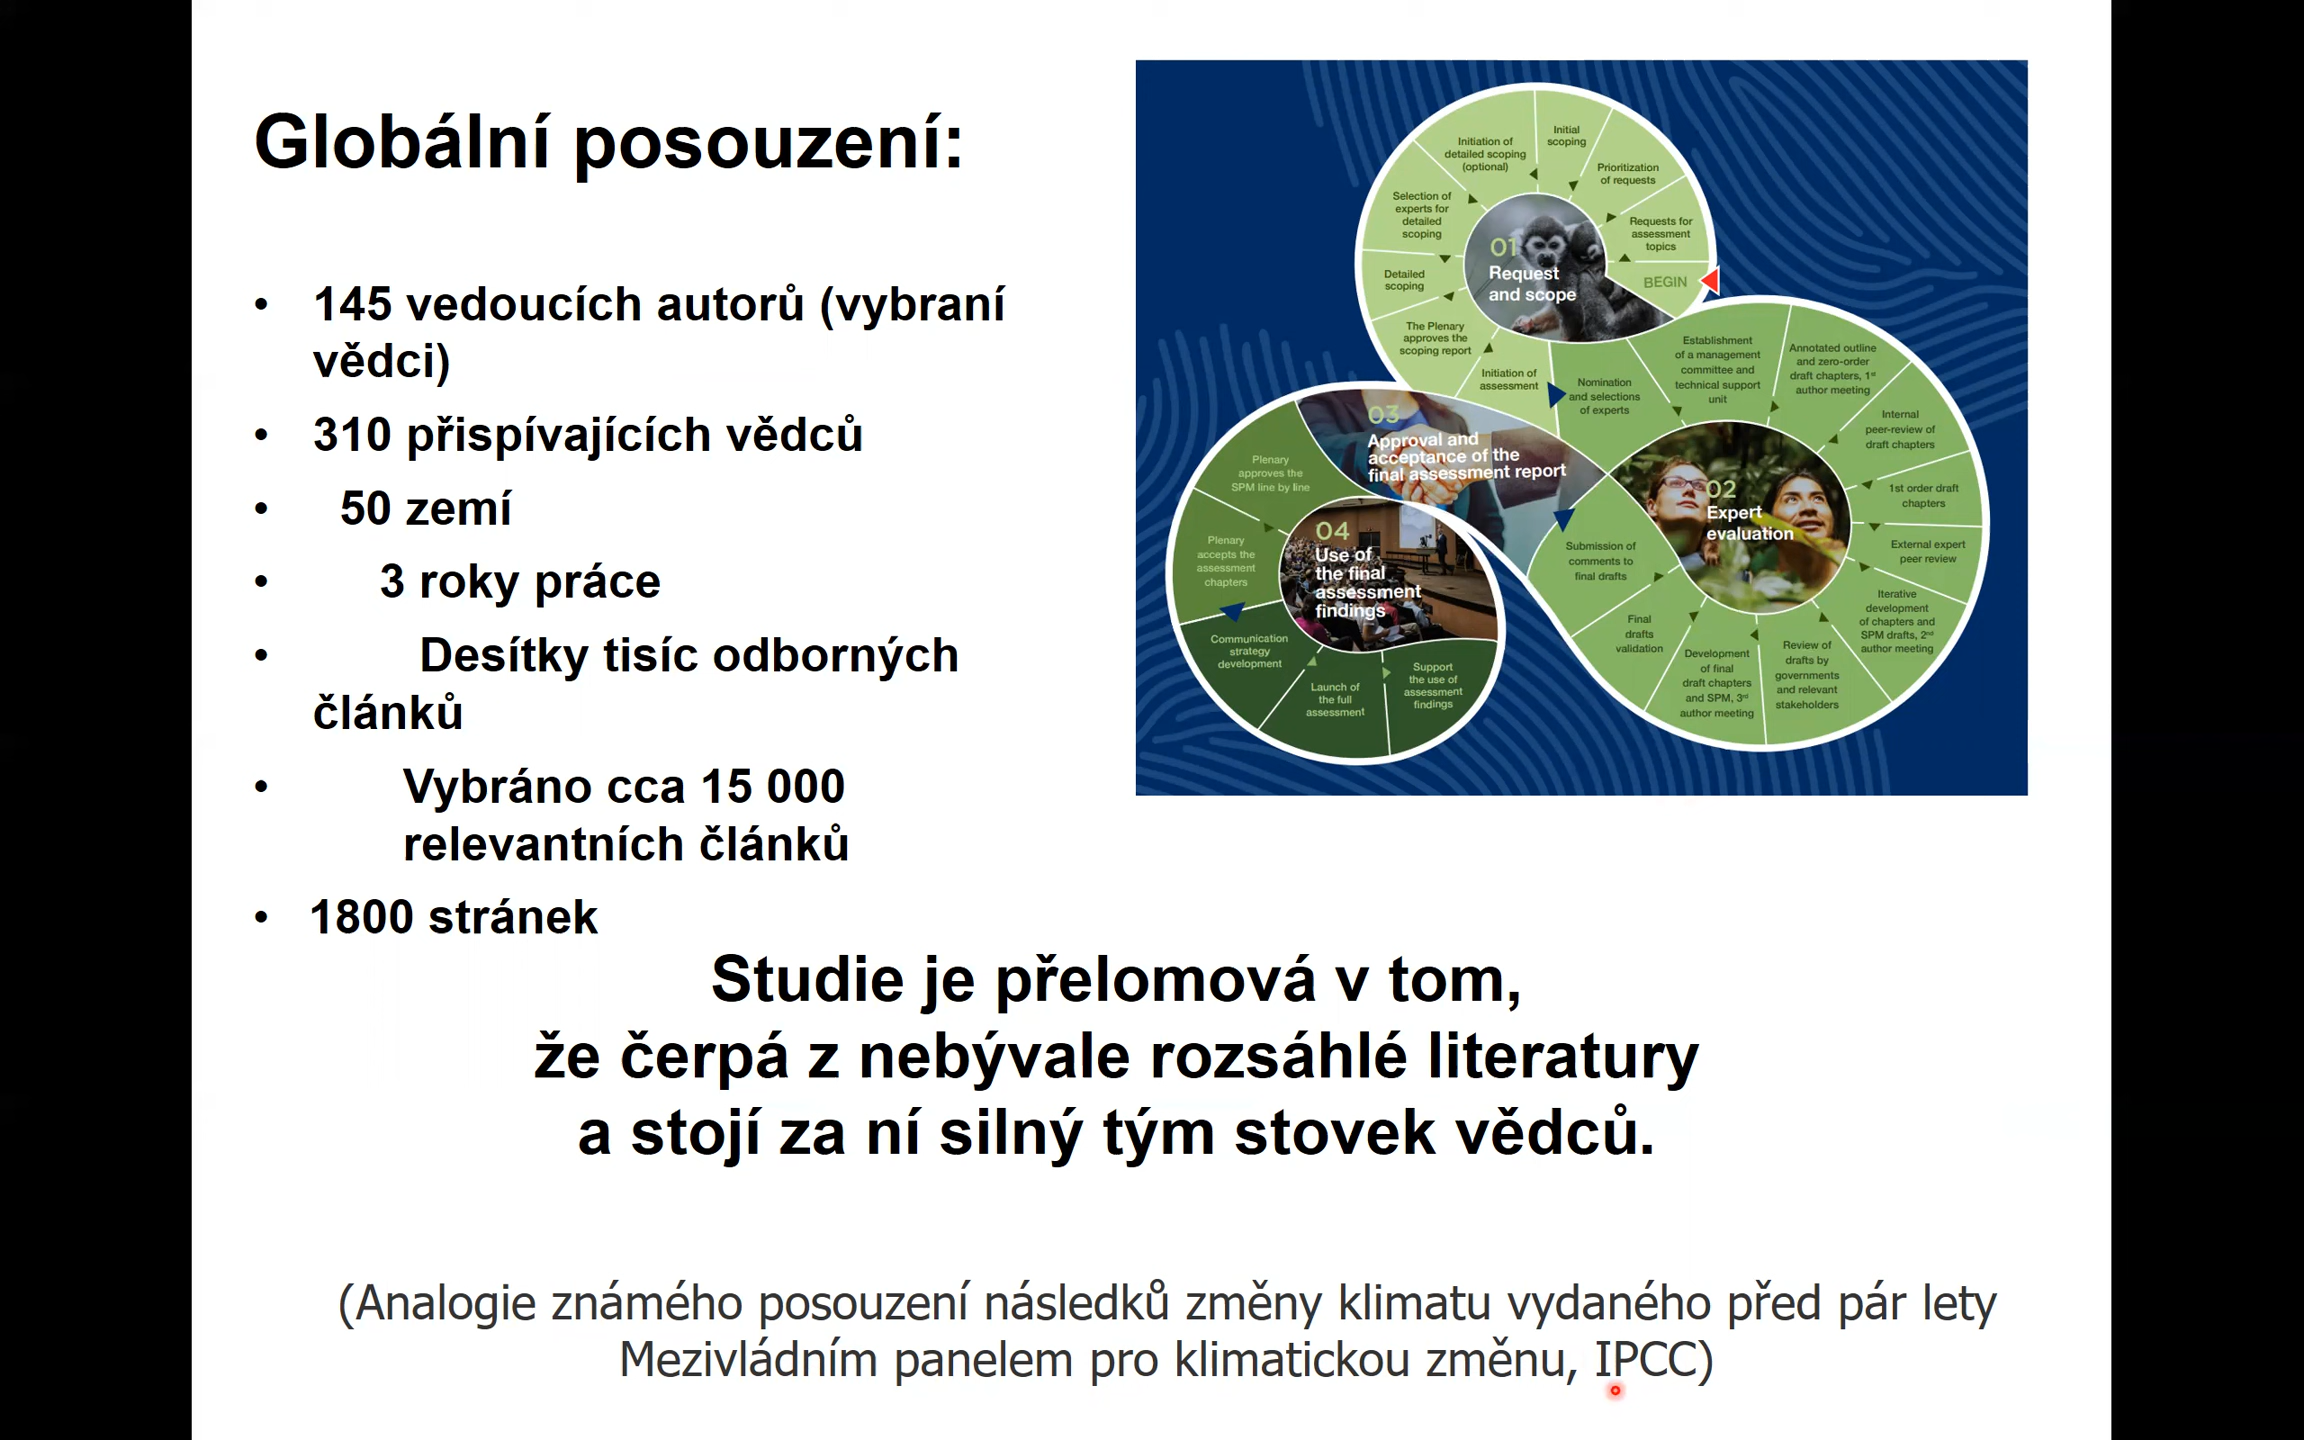 Globální posouzení:
• 145 vedoucích autorů (vybraní
vědci)
• 310 přispívajících vědců
• 50 zemí
• 3 roky práce
• Desítky tisíc odborných
článků
• Vybráno cca 15 000
relevantních článků
• 1800 stránek
Studie je přelomová v tom,
že čerpá z nebývale rozsáhlé literatury
a stojí za ní silný tým stovek vědců.
(Analogie známého posouzení následků změny klimatu vydaného před pár lety
Mezivládním panelem pro klimatickou změnu, IPCC)
01
Request
and scope
BEGIN
Requests for
assessment
topics
Prioritization
of requests
Initial
scoping
Initiation of
detailed scoping
(optional)
Selection of
experts for
detailed
scoping
Detailed
scoping
The Plenary
approves the
scoping report
Initiation of
assessment
02
Expert
evaluation
Nomination
and selections
of experts
Establishment
of a management
committee and
technical support
unit
Annotated outline
and zero-order
draft chapters, 1st
author meeting
Internal
peer-review of
draft chapters
1st order draft
chapters
External expert
peer review
Iterative
development
of chapters and
SPM drafts, 2nd
author meeting
Review of
drafts by
governments
and relevant
stakeholders
Development
of final
draft chapters
and SPM, 3rd
author meeting
Final
drafts
validation
Submission of
comments to
final drafts
03
Approval and
acceptance of the
final assessment report
Plenary
approves the
SPM line by line
Plenary
accepts the
assessment
chapters
04
Use of
the final
assessment
findings
Communication
strategy
development
Launch of
the full
assessment
Support
the use of
assessment
findings